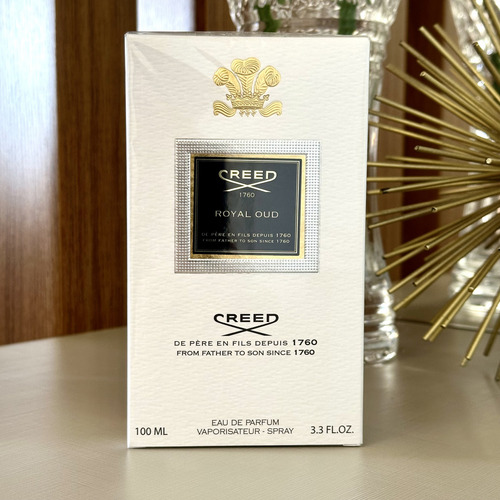 CREED
1760
ROYAL OUD
DE PÈRE EN FILS DEPUIS 1760
FROM FATHER TO SON SINCE 1760
CREED
DE PÈRE EN FILS DEPUIS 1760
FROM FATHER TO SON SINCE 1760
EAU DE PARFUM
100 ML VAPORISATEUR - SPRAY 3.3 FL.OZ.